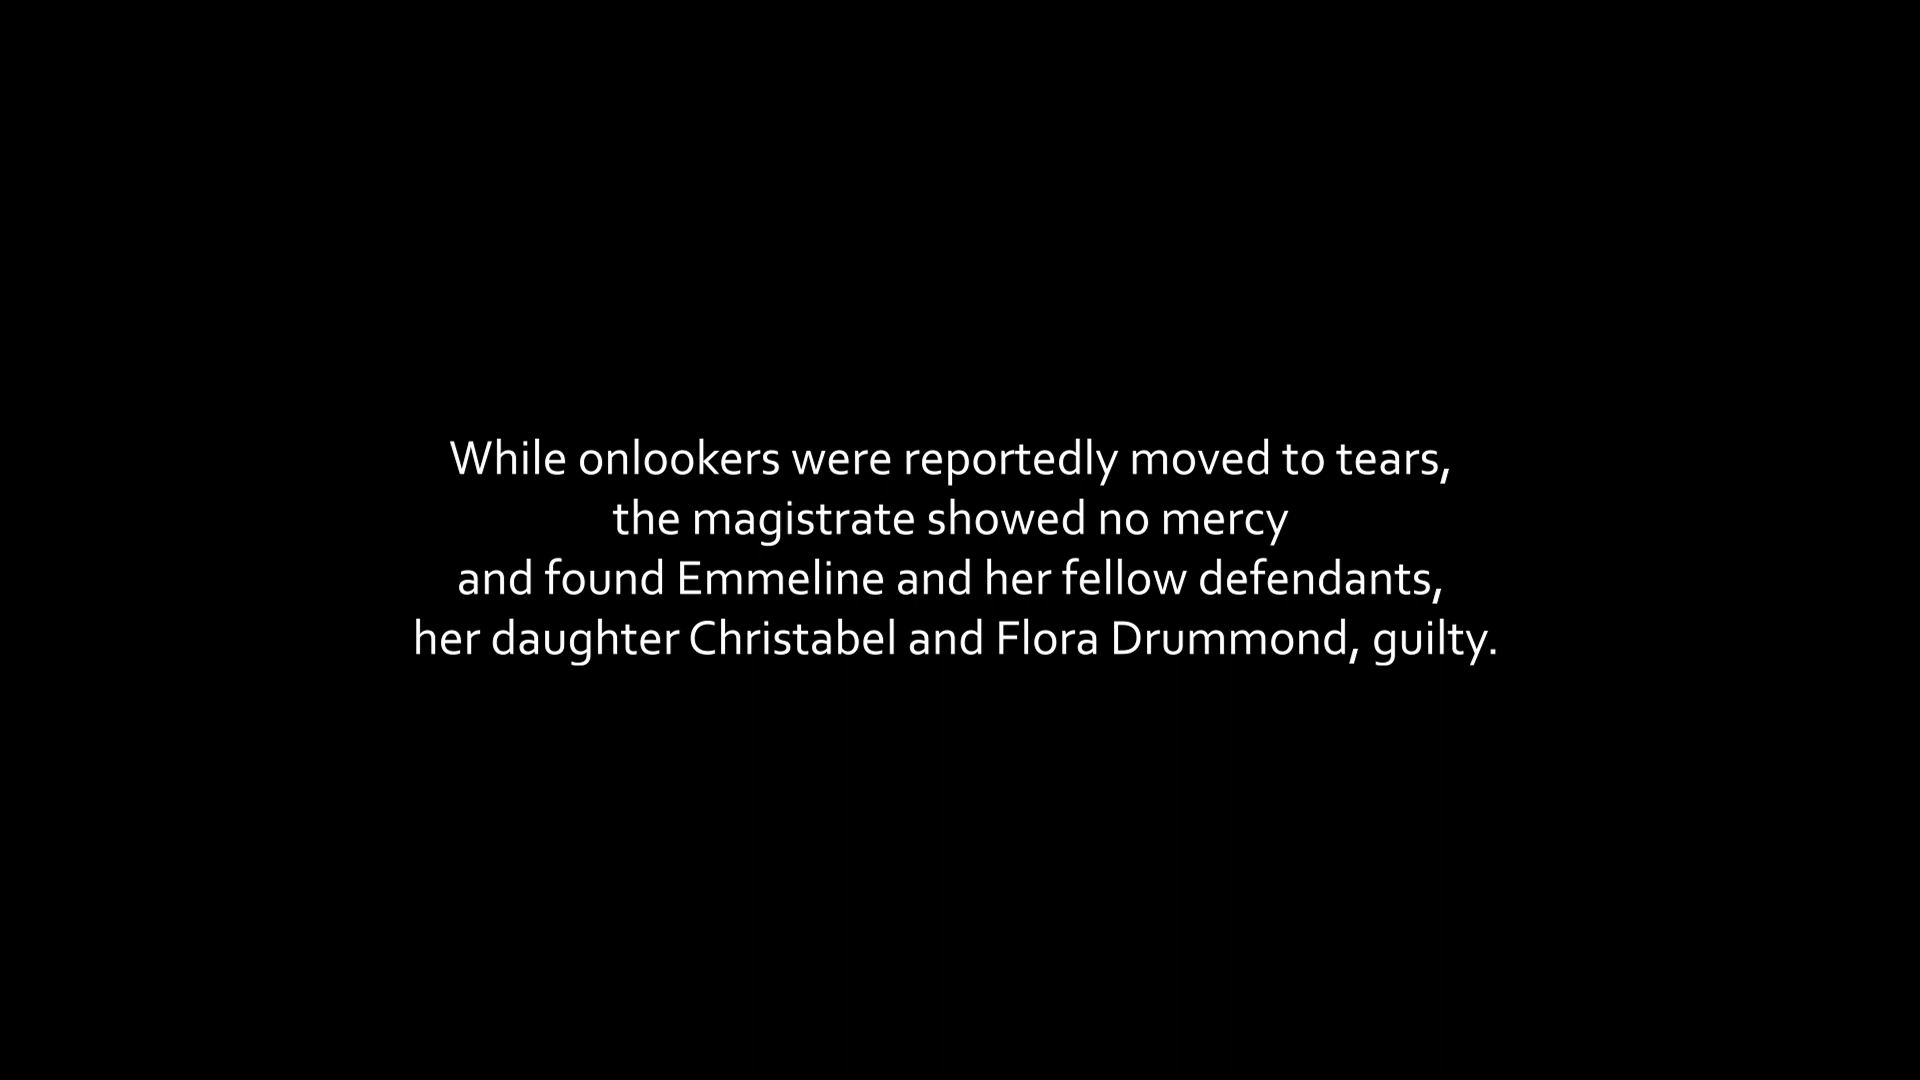 While onlookers were reportedly moved to tears,
the magistrate showed no mercy
and found Emmeline and her fellow defendants,
her daughter Christabel and Flora Drummond, guilty.